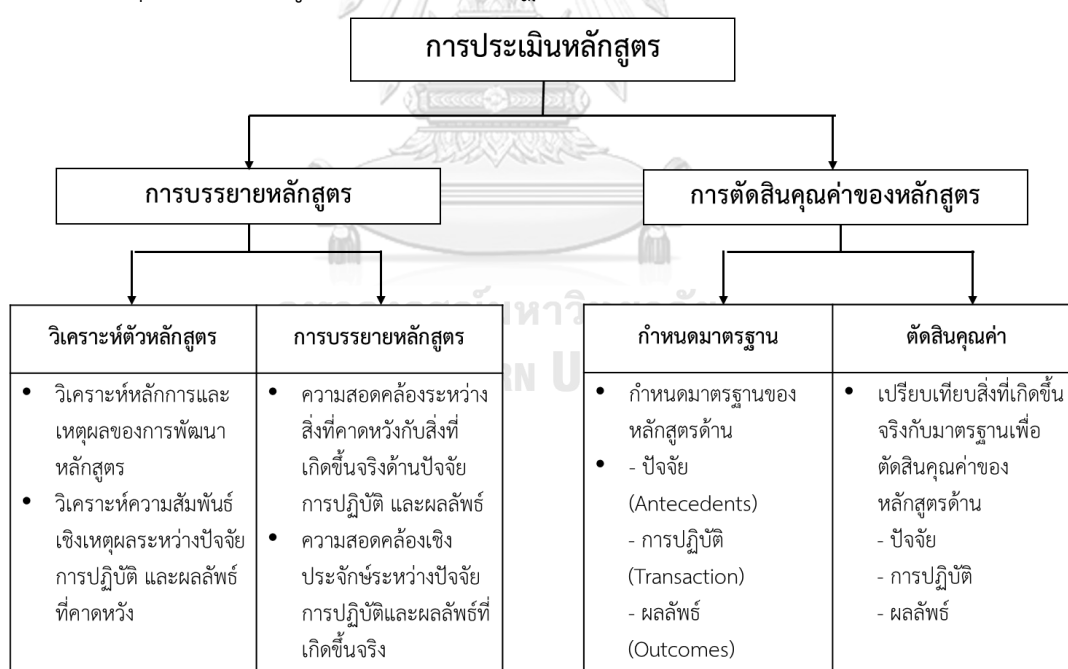 การประเมินหลักสูตร
การบรรยายหลักสูตร
การตัดสินคุณค่าของหลักสูตร
วิเคราะห์ตัวหลักสูตร
• วิเคราะห์หลักการและ
เหตุผลของการพัฒนา
หลักสูตร
• วิเคราะห์ความสัมพันธ์
เชิงเหตุผลระหว่างปัจจัย
การปฏิบัติ และผลลัพธ์
ที่คาดหวัง
การบรรยายหลักสูตร
• ความสอดคล้องระหว่าง
สิ่งที่คาดหวังกับสิ่งที่
เกิดขึ้นจริงด้านปัจจัย
การปฏิบัติ และผลลัพธ์
• ความสอดคล้องเชิง
ประจักษ์ระหว่างปัจจัย
การปฏิบัติและผลลัพธ์ที่
เกิดขึ้นจริง
กำหนดมาตรฐาน
• กำหนดมาตรฐานของ
หลักสูตรด้าน
• - ปัจจัย
(Antecedents)
- การปฏิบัติ
(Transaction)
- ผลลัพธ์
(Outcomes)
ตัดสินคุณค่า
• เปรียบเทียบสิ่งที่เกิดขึ้น
จริงกับมาตรฐานเพื่อ
ตัดสินคุณค่าของ
หลักสูตรด้าน
- ปัจจัย
- การปฏิบัติ
- ผลลัพธ์